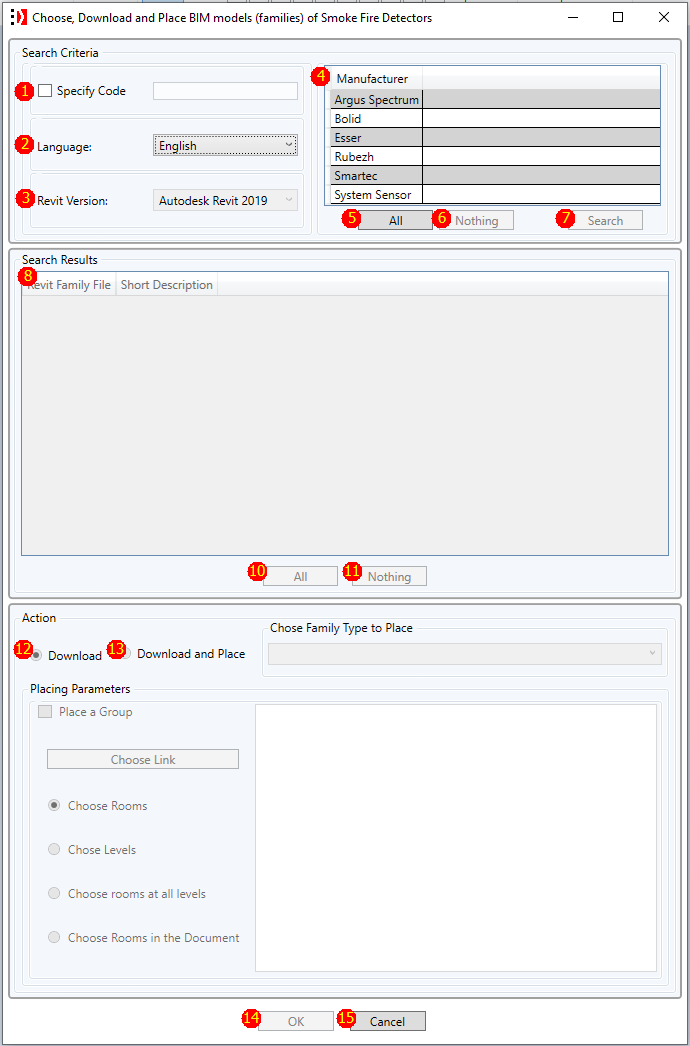 Choose, Download and Place BIM models (families) of Smoke Fire Detectors
Search Criteria
1 Specify Code
2 Language: English
3 Revit Version: Autodesk Revit 2019
4 Manufacturer
Argus Spectrum
Bolid
Esser
Rubezh
Smartec
System Sensor
5 All 6 Nothing 7 Search
Search Results
8 Revit Family File Short Description
10 All 11 Nothing
Action
12 Download 13 Download and Place
Chose Family Type to Place
Placing Parameters
Place a Group
Choose Link
Choose Rooms
Chose Levels
Choose rooms at all levels
Choose Rooms in the Document
14 OK 15 Cancel